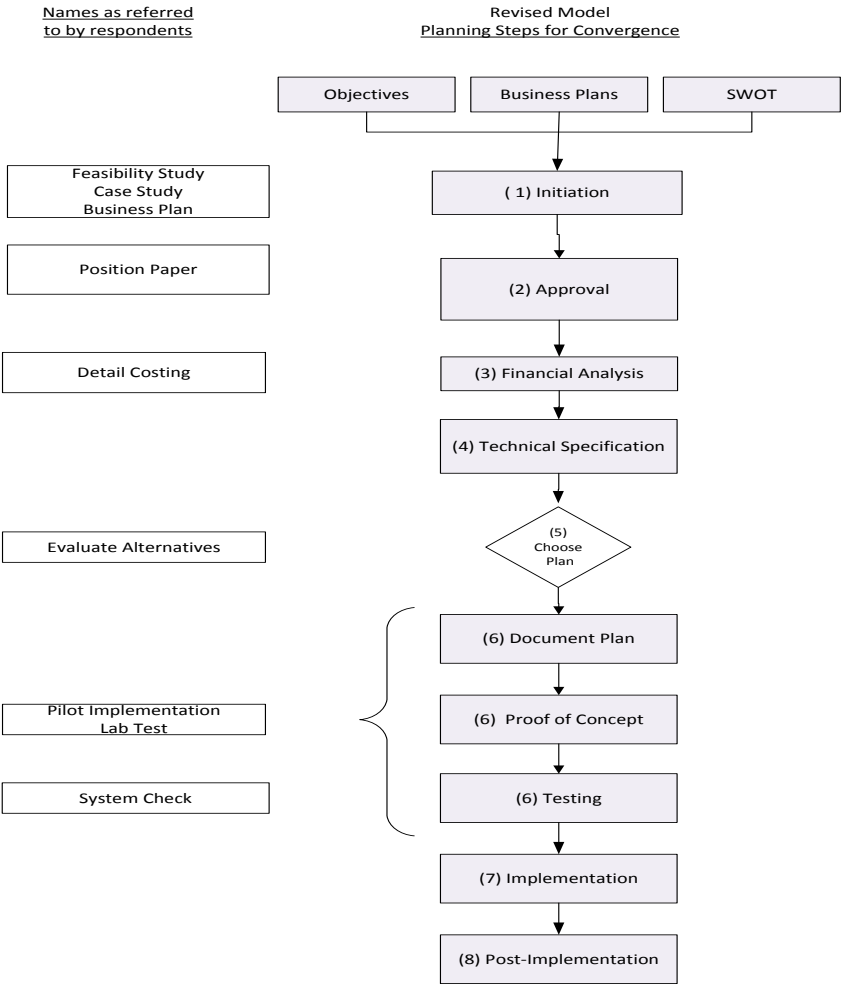 Names as referred
to by respondents
Revised Model
Planning Steps for Convergence
Objectives
Business Plans
SWOT
Feasibility Study
Case Study
Business Plan
( 1) Initiation
Position Paper
(2) Approval
Detail Costing
(3) Financial Analysis
(4) Technical Specification
Evaluate Alternatives
(5)
Choose
Plan
(6) Document Plan
Pilot Implementation
Lab Test
(6)  Proof of Concept
System Check
(6) Testing
(7) Implementation
(8) Post-Implementation